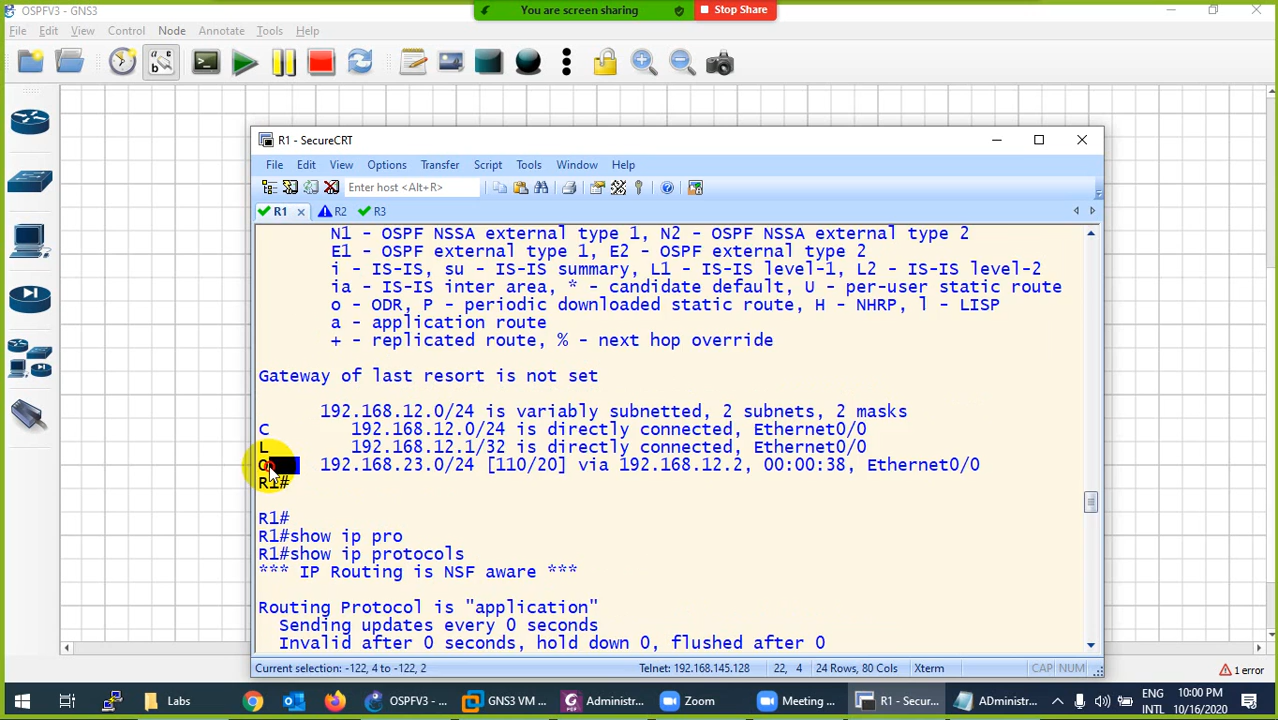 OSPFV3 - GNS3
You are screen sharing
Stop Share
File Edit View Control Node Annotate Tools Help
R1 - SecureCRT
File Edit View Options Transfer Script Tools Window Help
Enter host <Alt+R>
R1 R2 R3
N1 - OSPF NSSA external type 1, N2 - OSPF NSSA external type 2
E1 - OSPF external type 1, E2 - OSPF external type 2
i - IS-IS, su - IS-IS summary, L1 - IS-IS level-1, L2 - IS-IS level-2
ia - IS-IS inter area, * - candidate default, U - per-user static route
o - ODR, P - periodic downloaded static route, H - NHRP, l - LISP
a - application route
+ - replicated route, % - next hop override
Gateway of last resort is not set
192.168.12.0/24 is variably subnetted, 2 subnets, 2 masks
C 192.168.12.0/24 is directly connected, Ethernet0/0
L 192.168.12.1/32 is directly connected, Ethernet0/0
O 192.168.23.0/24 [110/20] via 192.168.12.2, 00:00:38, Ethernet0/0
R1#
R1#
R1#show ip pro
R1#show ip protocols
*** IP Routing is NSF aware ***
Routing Protocol is "application"
Sending updates every 0 seconds
Invalid after 0 seconds, hold down 0, flushed after 0
Current selection: -122, 4 to -122, 2 Telnet: 192.168.145.128 22, 4 24 Rows, 80 Cols Xterm CAP NUM
1 error
Labs OSPFV3 - ... GNS3 VM ... Administr... Zoom Meeting ... R1 - Secure... ADministr...
ENG
INTL
10:00 PM
10/16/2020